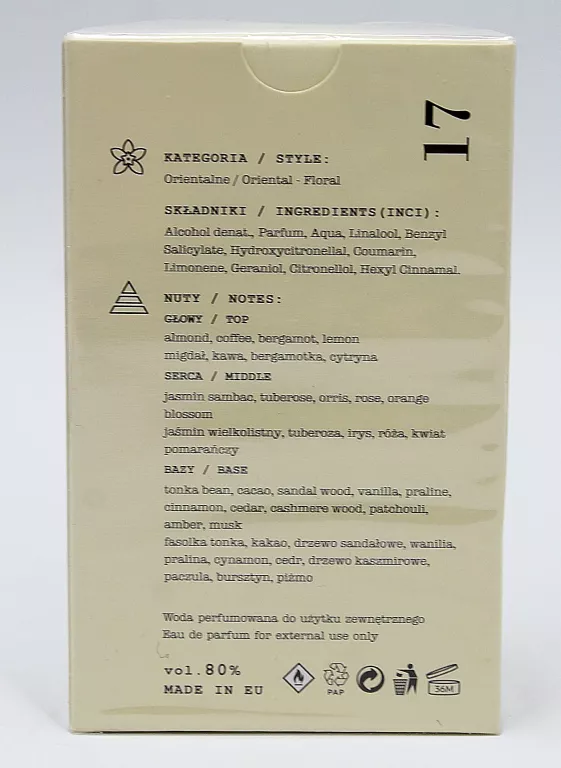 17
KATEGORIA / STYLE:
Orientalne / Oriental - Floral
SKŁADNIKI / INGREDIENTS(INCI):
Alcohol denat., Parfum, Aqua, Linalool, Benzyl
Salicylate, Hydroxycitronellal, Coumarin,
Limonene, Geraniol, Citronellol, Hexyl Cinnamal.
NUTY / NOTES:
GŁOWY / TOP
almond, coffee, bergamot, lemon
migdał, kawa, bergamotka, cytryna
SERCA / MIDDLE
jasmin sambac, tuberose, orris, rose, orange
blossom
jaśmin wielkolistny, tuberoza, irys, róża, kwiat
pomarańczy
BAZY / BASE
tonka bean, cacao, sandal wood, vanilla, praline,
cinnamon, cedar, cashmere wood, patchouli,
amber, musk
fasolka tonka, kakao, drzewo sandałowe, wanilia,
pralina, cynamon, cedr, drzewo kaszmirowe,
paczula, bursztyn, piżmo
Woda perfumowana do użytku zewnętrznego
Eau de parfum for external use only
vol.80%
MADE IN EU
PAP
36M